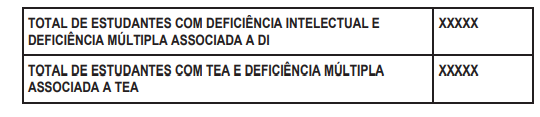 TOTAL DE ESTUDANTES COM DEFICIÊNCIA INTELECTUAL E XXXXX
DEFICIÊNCIA MÚLTIPLA ASSOCIADA A DI
TOTAL DE ESTUDANTES COM TEA E DEFICIÊNCIA MÚLTIPLA XXXXX
ASSOCIADA A TEA